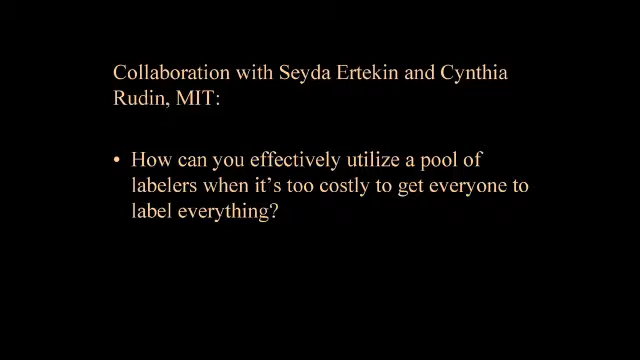 Collaboration with Seyda Ertekin and Cynthia
Rudin, MIT:
• How can you effectively utilize a pool of
labelers when it’s too costly to get everyone to
label everything?